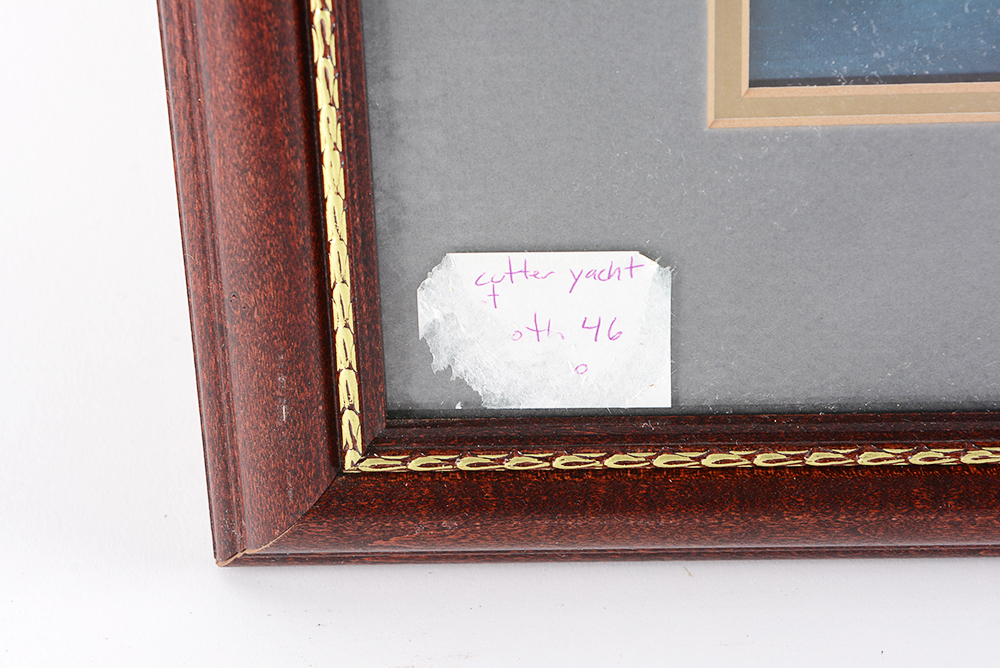 cutter yacht
t
oth 46
o